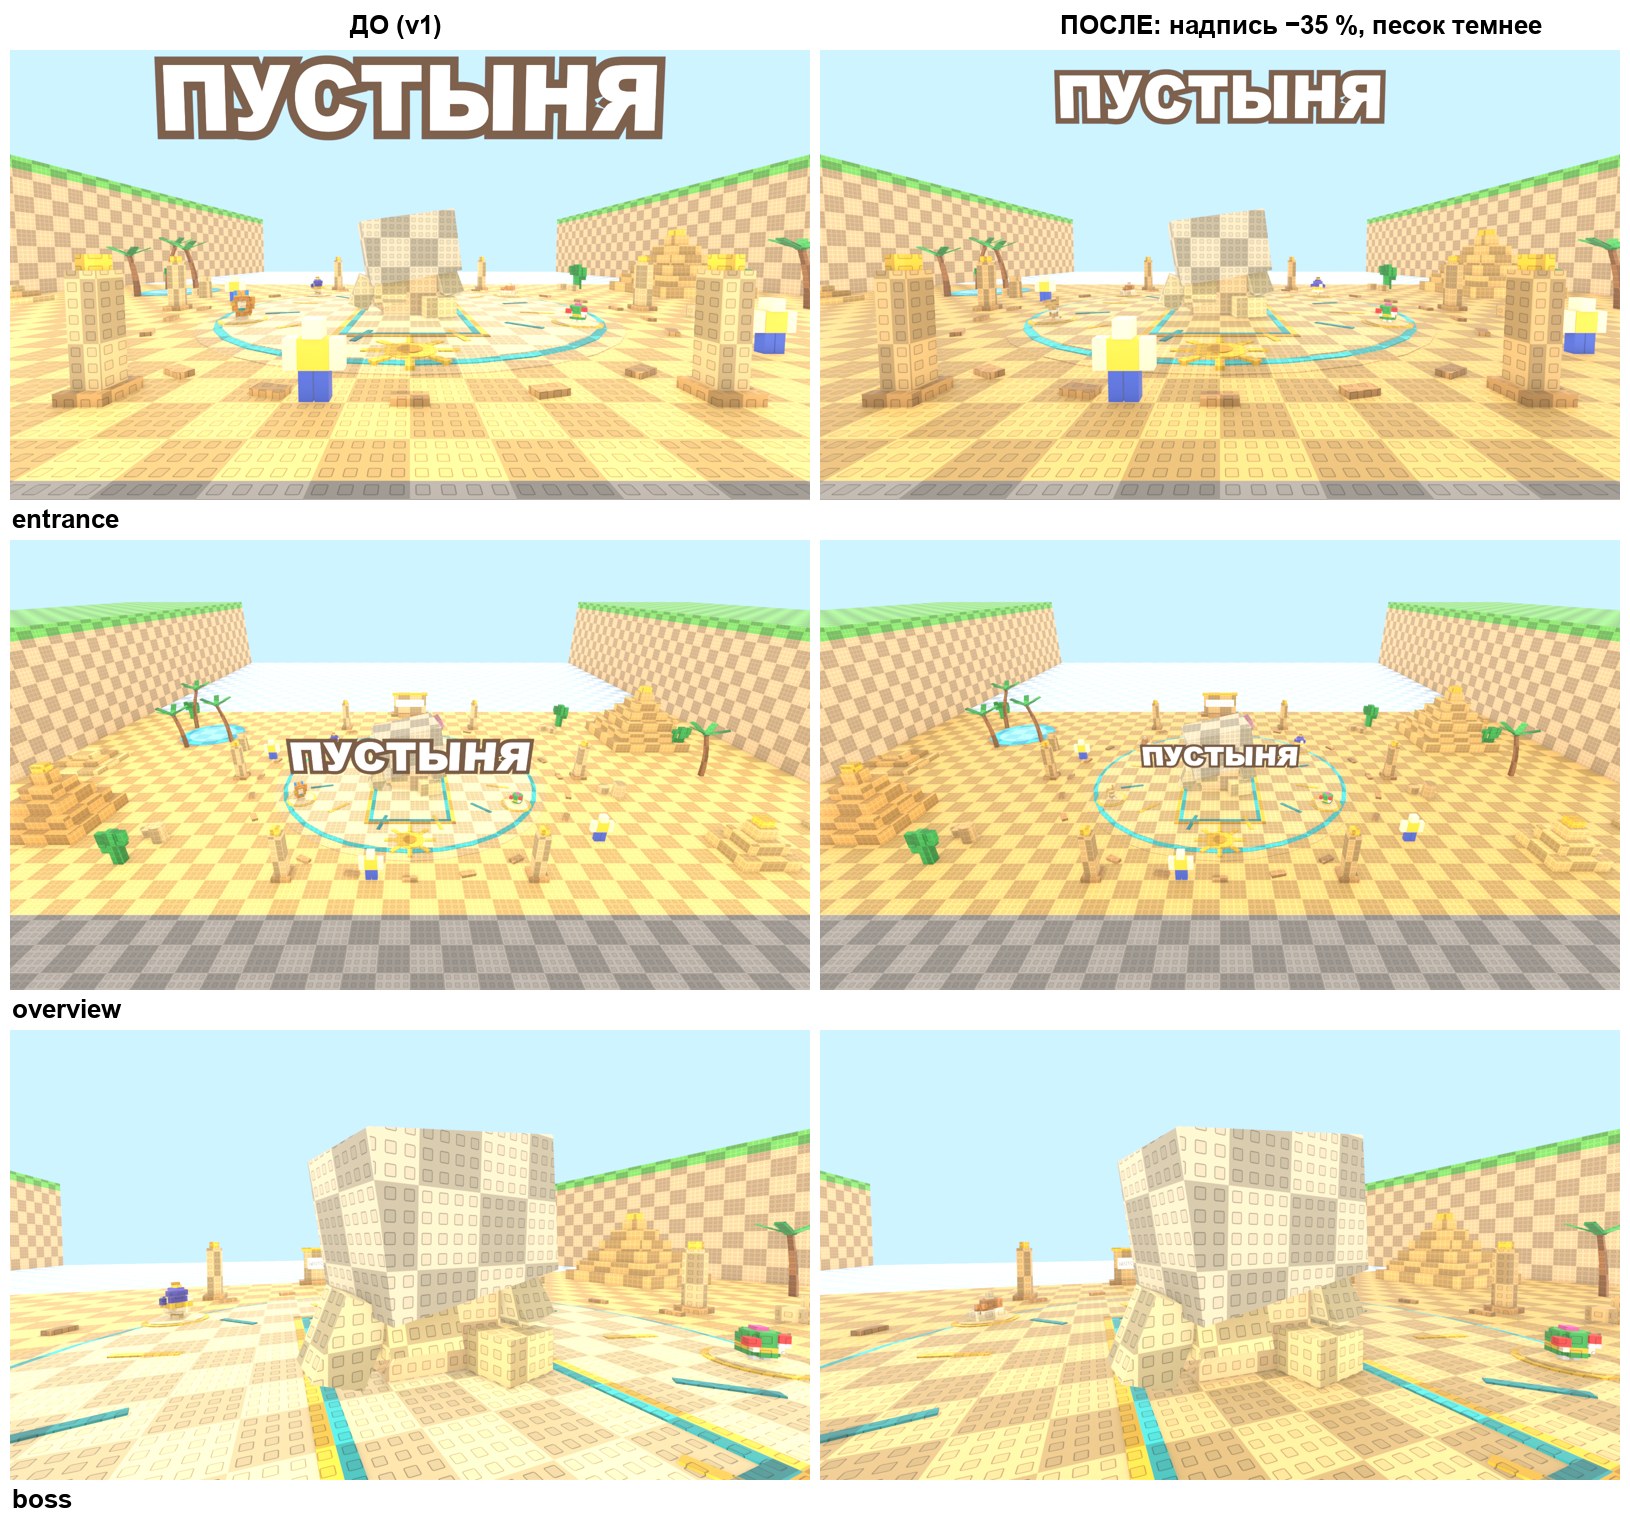 ДО (v1)
ПОСЛЕ: надпись −35 %, песок темнее
ПУСТЫНЯ
ПУСТЫНЯ
entrance
ПУСТЫНЯ
ПУСТЫНЯ
overview
boss